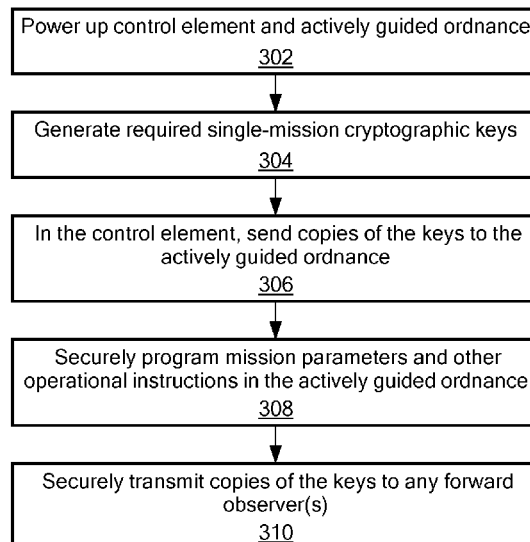 Power up control element and actively guided ordnance
302
Generate required single-mission cryptographic keys
304
In the control element, send copies of the keys to the
actively guided ordnance
306
Securely program mission parameters and other
operational instructions in the actively guided ordnance
308
Securely transmit copies of the keys to any forward
observer(s)
310